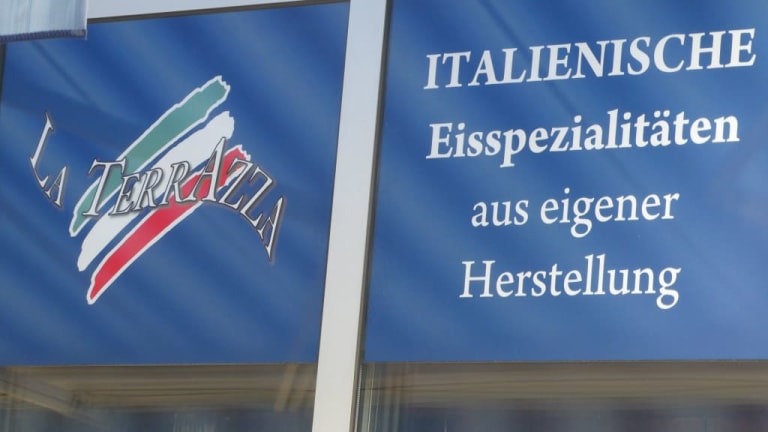 LA TERRAZZA
ITALIENISCHE
Eisspezialitäten
aus eigener
Herstellung